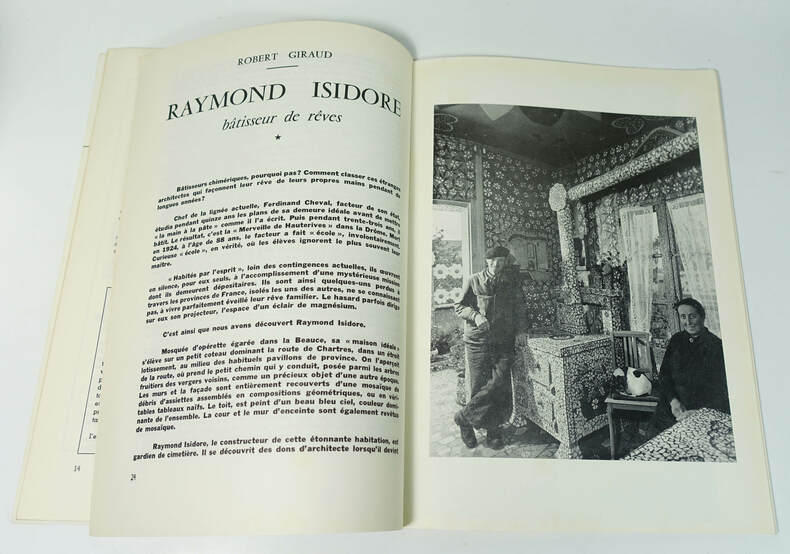 ROBERT GIRAUD
RAYMOND ISIDORE
bâtisseur de rêves
Bâtisseurs chimériques, pourquoi pas? Comment classer ces étranges
architectes qui façonnent leur rêve de leurs propres mains pendant de
longues années?
Chef de la lignée actuelle, Ferdinand Cheval, facteur de son état,
étudia pendant quinze ans les plans de sa demeure idéale avant de mettre
« la main à la pâte » comme il l'a écrit. Puis pendant trente-trois ans, il
bâtit. Le résultat, c'est la « Merveille de Hauterives » dans la Drôme. Mort
en 1924, à l'âge de 88 ans, le facteur a fait « école », involontairement.
Curieuse « école », en vérité, où les élèves ignorent le plus souvent leur
maître.
« Habités par l'esprit », loin des contingences actuelles, ils œuvrent
en silence, pour eux seuls, à l'accomplissement d'une mystérieuse mission
dont ils demeurent dépositaires. Ils sont ainsi quelques-uns perdus à
travers les provinces de France, isolés les uns des autres, ne se connaissant
pas, à vivre parfaitement éveillé leur rêve familier. Le hasard parfois dirige
sur eux son projecteur, l'espace d'un éclair de magnésium.
C'est ainsi que nous avons découvert Raymond Isidore.
Mosquée d'opérette égarée dans la Beauce, sa « maison idéale »
s'élève sur un petit coteau dominant la route de Chartres, dans un étroit
lotissement, au milieu des habituels pavillons de province. On l'aperçoit
de la route, où prend le petit chemin qui y conduit, posée parmi les arbres
fruitiers des vergers voisins, comme un précieux objet d'une autre époque.
Les murs et la façade sont entièrement recouverts d'une mosaïque de
débris d'assiettes assemblés en compositions géométriques, ou en véri-
tables tableaux naïfs. Le toit, est peint d'un beau bleu ciel, couleur domi-
nante de l'ensemble. La cour et le mur d'enceinte sont également revêtus
de mosaïque.
Raymond Isidore, le constructeur de cette étonnante habitation, est
gardien de cimetière. Il se découvrit des dons d'architecte lorsqu'il devint
24
14